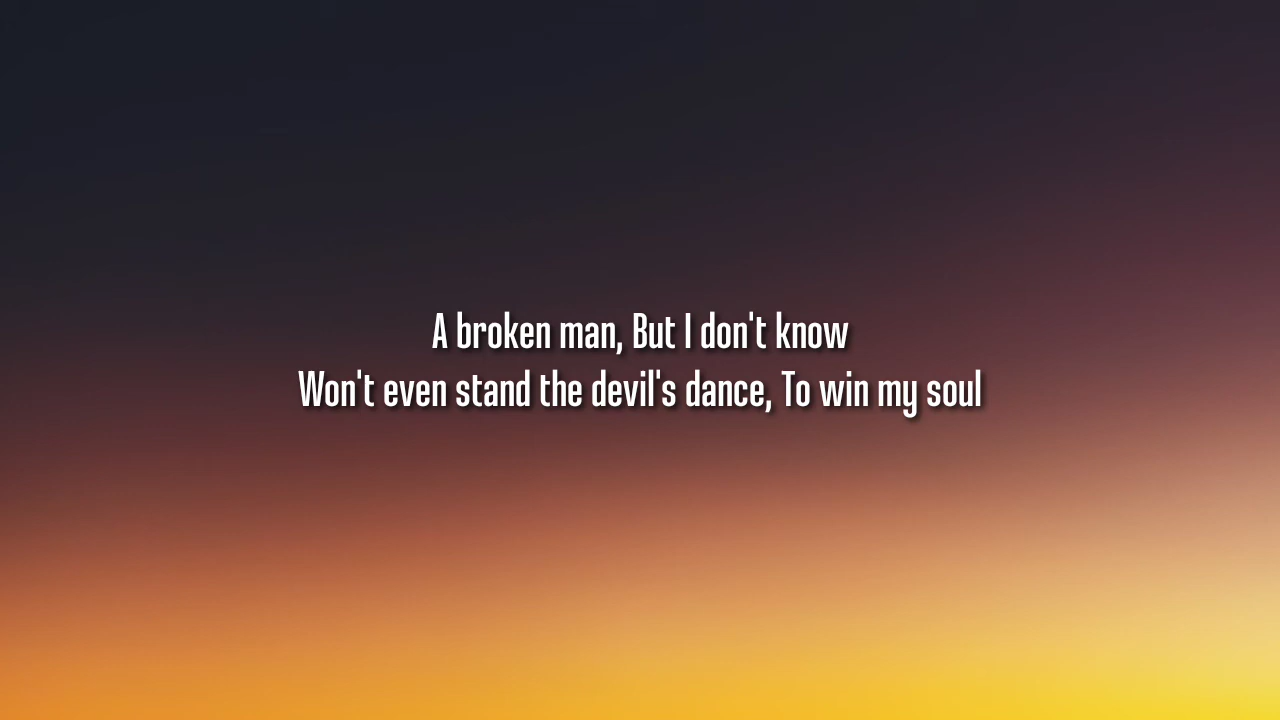 A broken man, But I don't know
Won't even stand the devil's dance, To win my soul